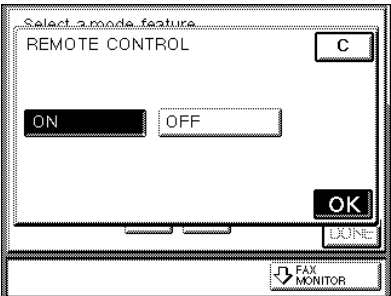 Select a mode feature
REMOTE CONTROL
C
ON
OFF
OK
DONE
FAX
MONITOR